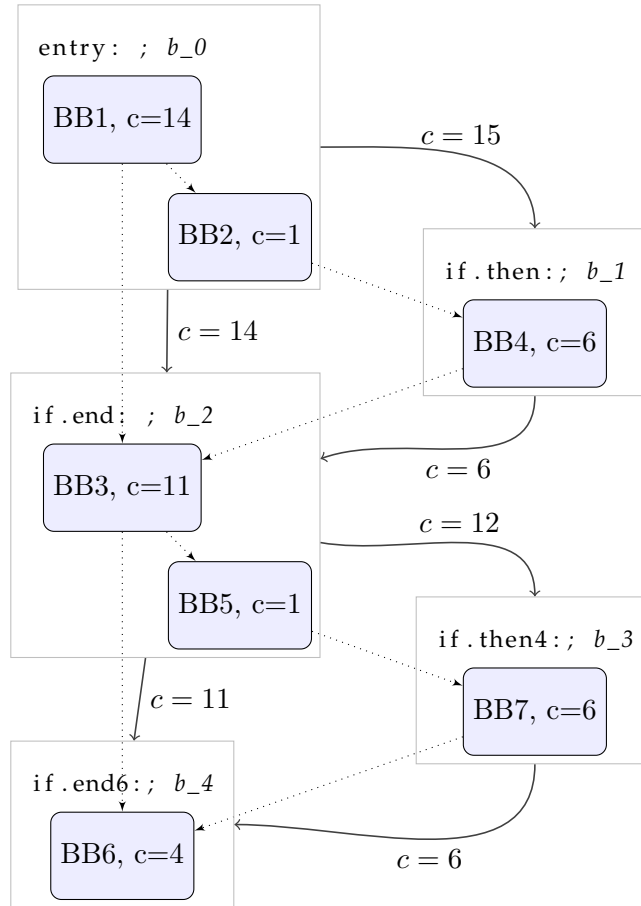 entry: ; b_0
BB1, c=14
c = 15
BB2, c=1
if.then:; b_1
c = 14
BB4, c=6
if.end: ; b_2
BB3, c=11
c = 6
c = 12
BB5, c=1
if.then4:; b_3
c = 11
BB7, c=6
if.end6:; b_4
BB6, c=4
c = 6